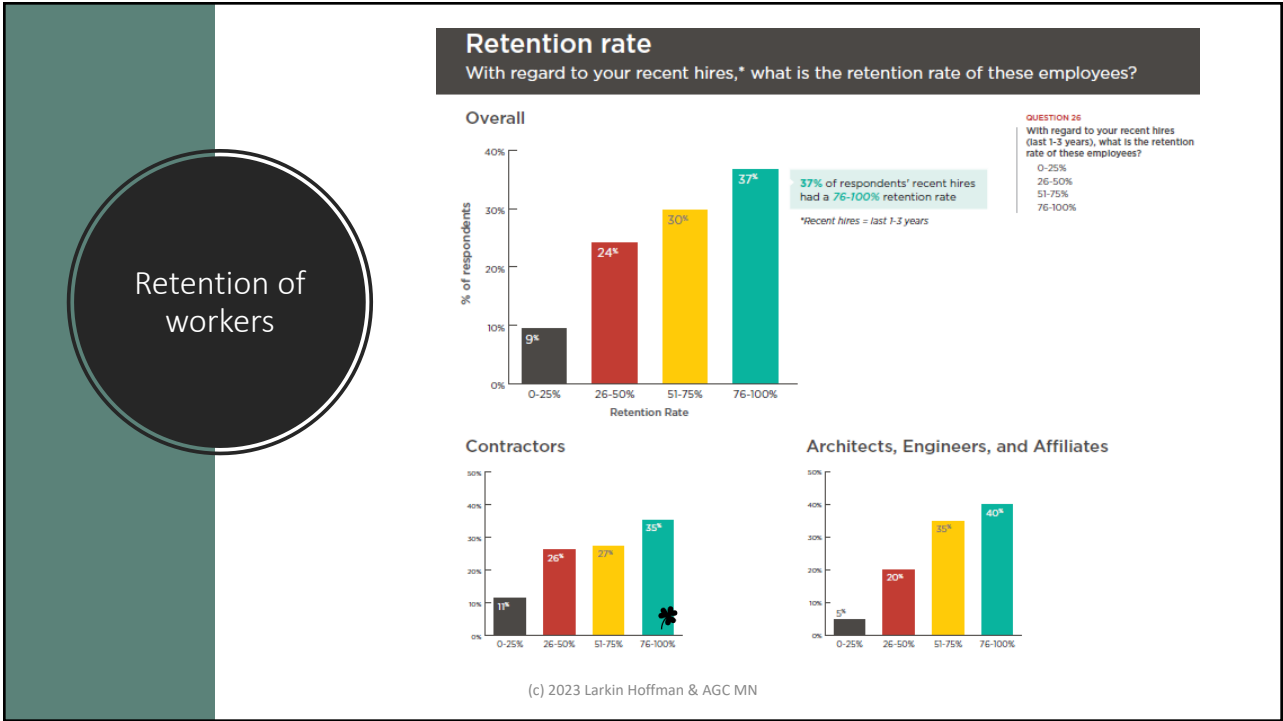 Retention of
workers
Retention rate
With regard to your recent hires,* what is the retention rate of these employees?
Overall
40%
30%
20%
10%
0%
% of respondents
9%
24%
30%
37%
0-25%
26-50%
51-75%
76-100%
Retention Rate
37% of respondents' recent hires
had a 76-100% retention rate
*Recent hires = last 1-3 years
QUESTION 26
With regard to your recent hires
(last 1-3 years), what is the retention
rate of these employees?
0-25%
26-50%
51-75%
76-100%
Contractors
50%
40%
30%
20%
10%
0%
11%
26%
27%
35%
0-25%
26-50%
51-75%
76-100%
Architects, Engineers, and Affiliates
50%
40%
30%
20%
10%
0%
5%
20%
35%
40%
0-25%
26-50%
51-75%
76-100%
(c) 2023 Larkin Hoffman & AGC MN